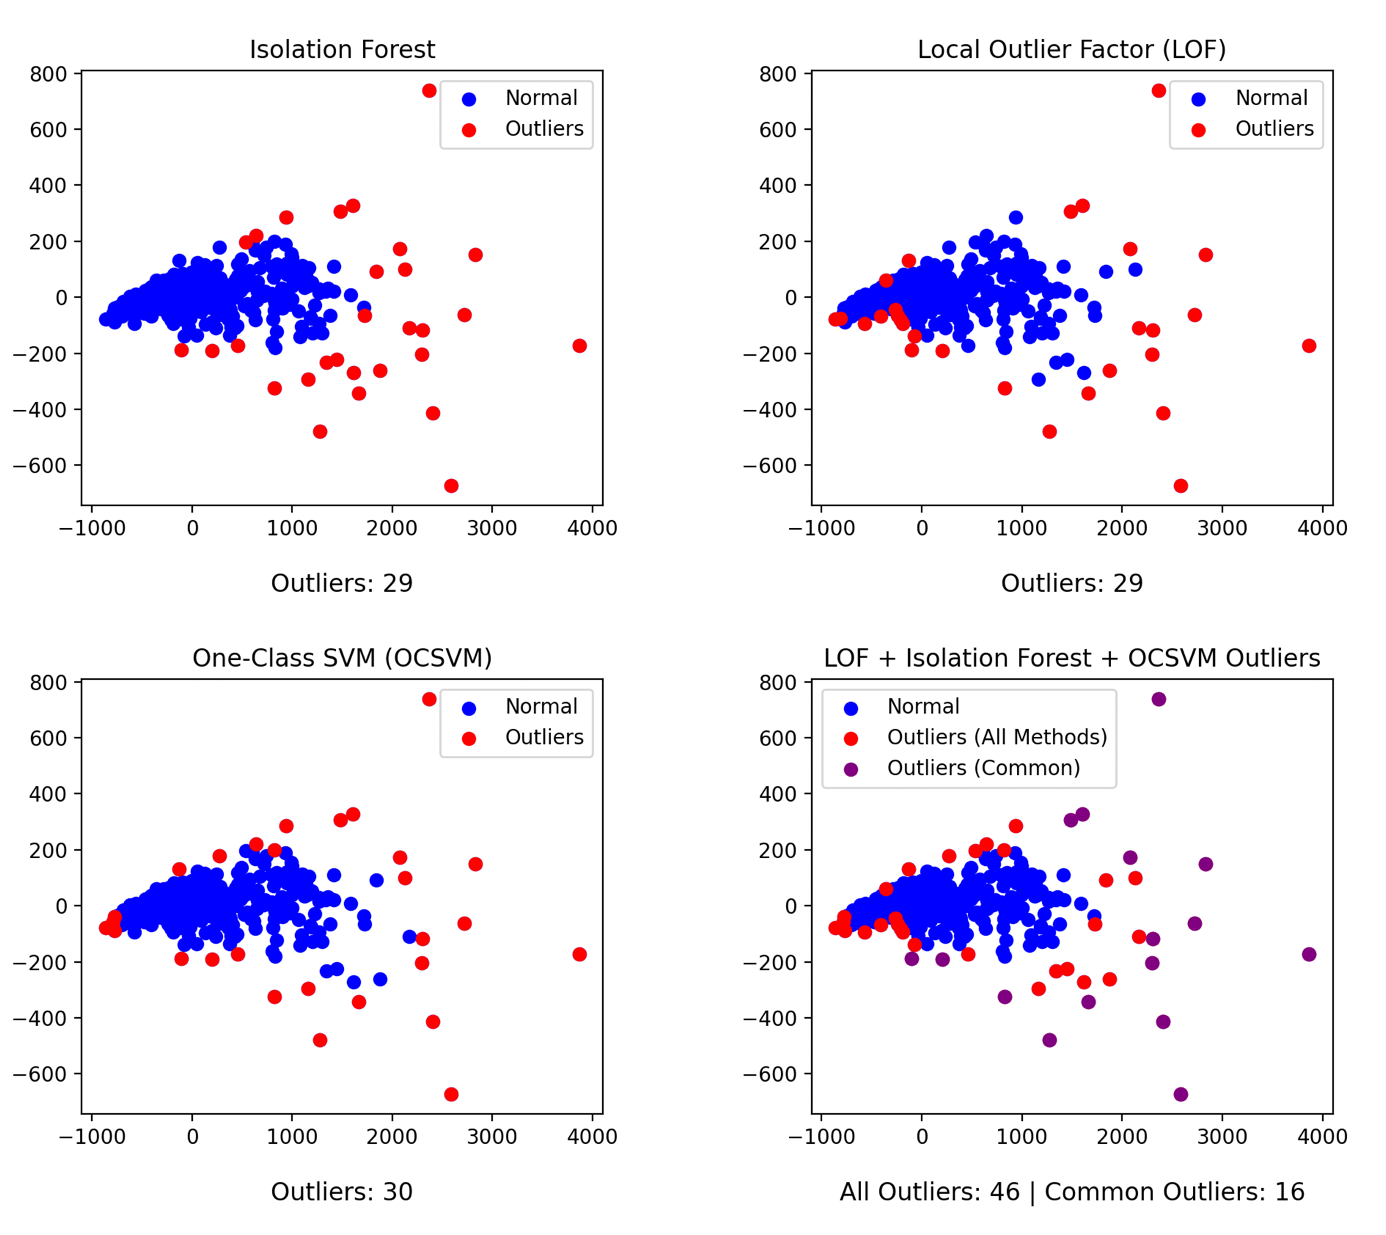 Isolation Forest
800
600
400
200
0
−200
−400
−600
−1000 0 1000 2000 3000 4000
Normal
Outliers
Outliers: 29
Local Outlier Factor (LOF)
800
600
400
200
0
−200
−400
−600
−1000 0 1000 2000 3000 4000
Normal
Outliers
Outliers: 29
One-Class SVM (OCSVM)
800
600
400
200
0
−200
−400
−600
−1000 0 1000 2000 3000 4000
Normal
Outliers
Outliers: 30
LOF + Isolation Forest + OCSVM Outliers
800
600
400
200
0
−200
−400
−600
−1000 0 1000 2000 3000 4000
Normal
Outliers (All Methods)
Outliers (Common)
All Outliers: 46 | Common Outliers: 16